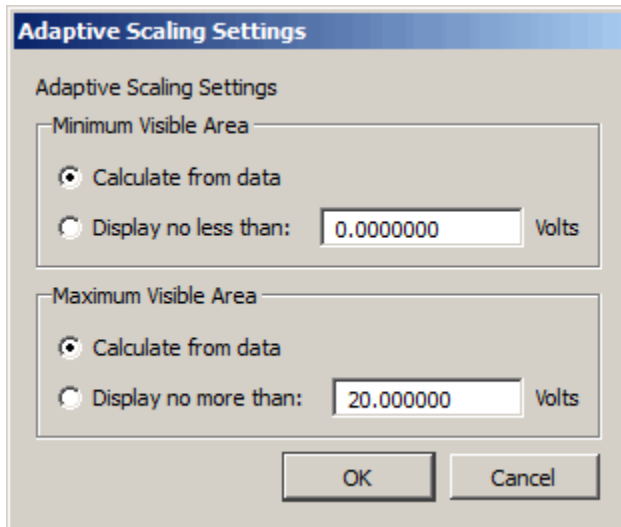 Adaptive Scaling Settings
Adaptive Scaling Settings
Minimum Visible Area
Calculate from data
Display no less than: 0.0000000 Volts
Maximum Visible Area
Calculate from data
Display no more than: 20.000000 Volts
OK Cancel